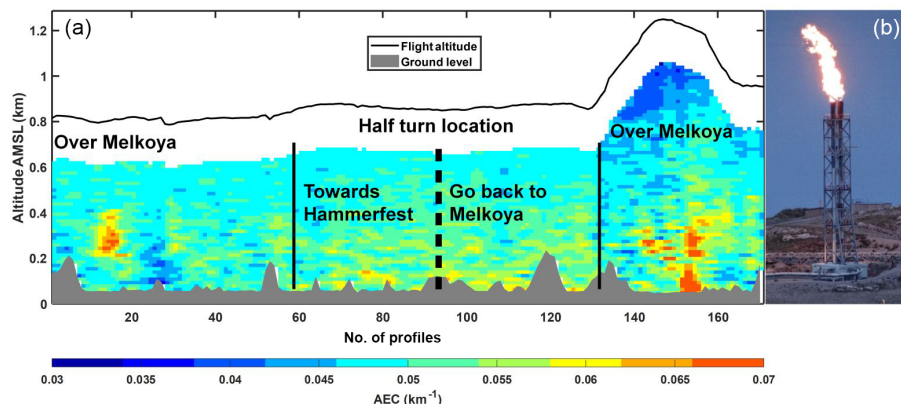 (a)
(b)
Flight altitude
Ground level
Over Melkoya
Half turn location
Over Melkoya
Towards
Hammerfest
Go back to
Melkoya
Altitude AMSL (km)
1.2
1
0.8
0.6
0.4
0.2
0
20 40 60 80 100 120 140 160
No. of profiles
0.03 0.035 0.04 0.045 0.05 0.055 0.06 0.065 0.07
AEC (km-1)